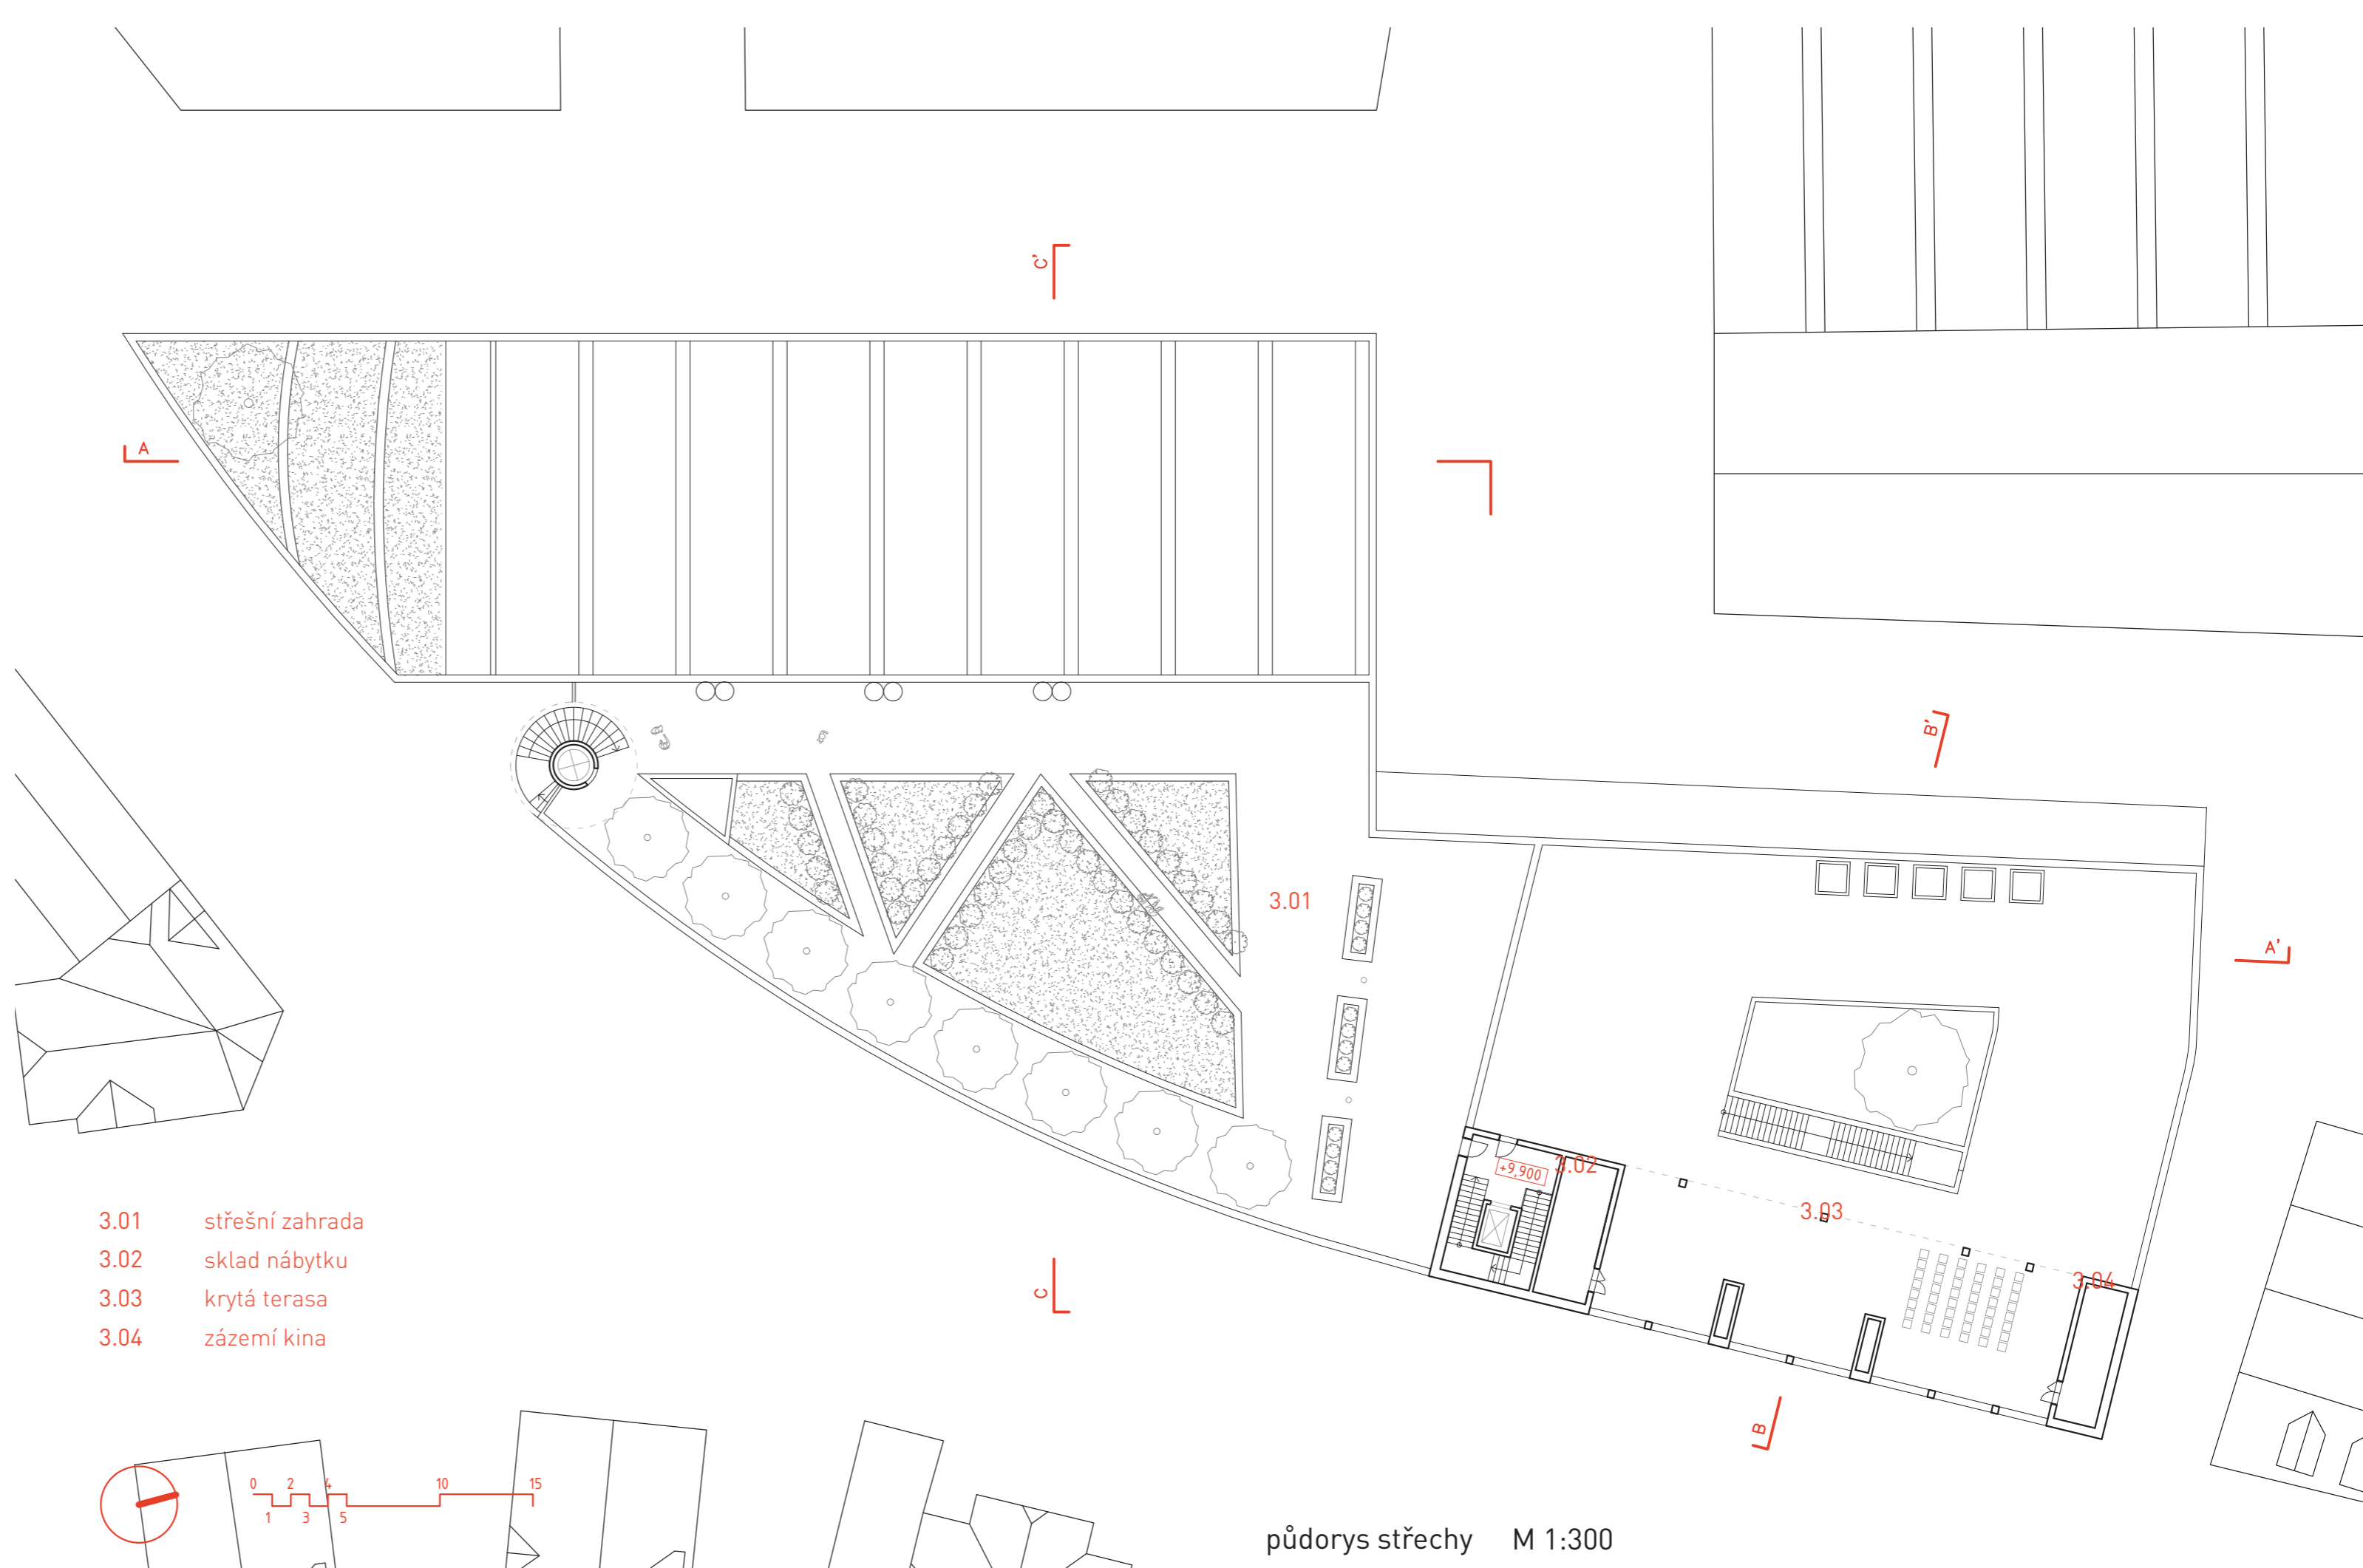 C'
A
B'
3.01
A'
+9,900
3.02
3.03
3.04
3.01 střešní zahrada
3.02 sklad nábytku
3.03 krytá terasa
3.04 zázemí kina
C
B
0 2 4 10 15
1 3 5
půdorys střechy M 1:300